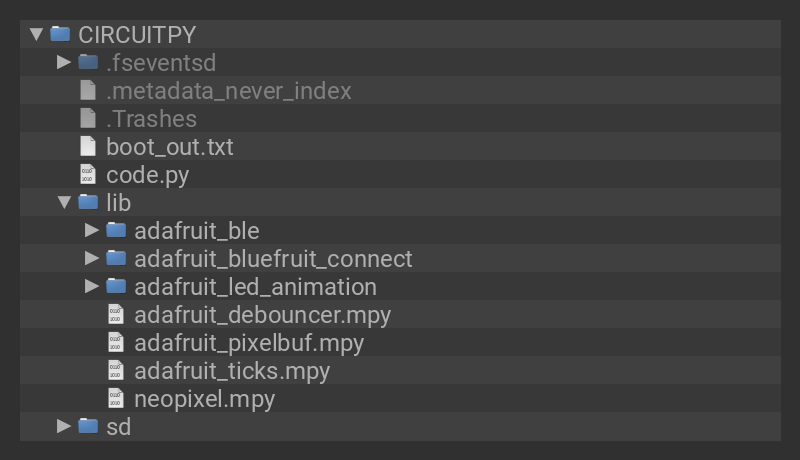 CIRCUITPY
.fseventsd
.metadata_never_index
.Trashes
boot_out.txt
code.py
lib
adafruit_ble
adafruit_bluefruit_connect
adafruit_led_animation
adafruit_debouncer.mpy
adafruit_pixelbuf.mpy
adafruit_ticks.mpy
neopixel.mpy
sd